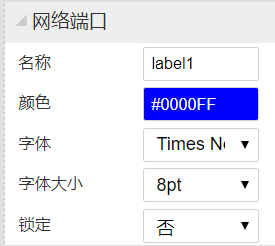 网络端口
名称 label1
颜色 #0000FF
字体 Times Ne
字体大小 8pt
锁定 否